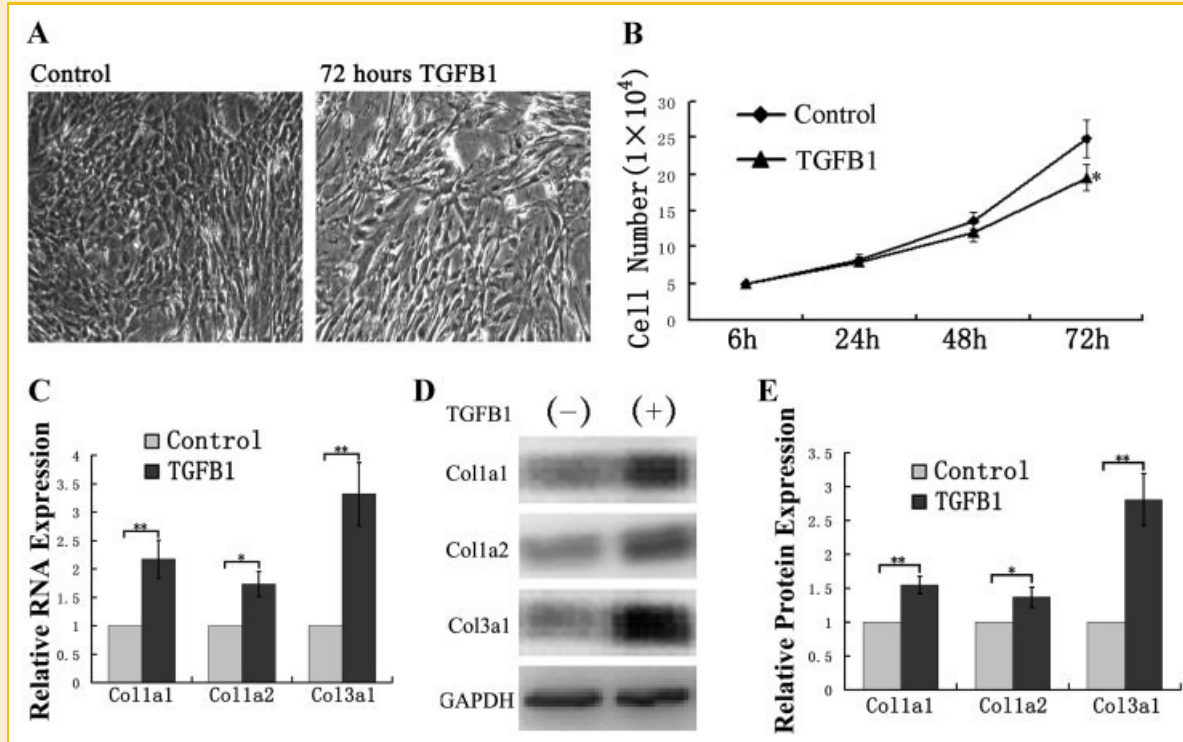 A
Control
72 hours TGFB1
B
Cell Number(1×10⁴)
30
25
20
15
10
5
0
Control
TGFB1
*
6h
24h
48h
72h
C
Relative RNA Expression
Control
TGFB1
4
3.5
3
2.5
2
1.5
1
0.5
0
**
*
**
Col1a1
Col1a2
Col3a1
D
TGFB1 (−) (+)
Col1a1
Col1a2
Col3a1
GAPDH
E
Relative Protein Expression
Control
TGFB1
3.5
3
2.5
2
1.5
1
0.5
0
**
*
**
Col1a1
Col1a2
Col3a1